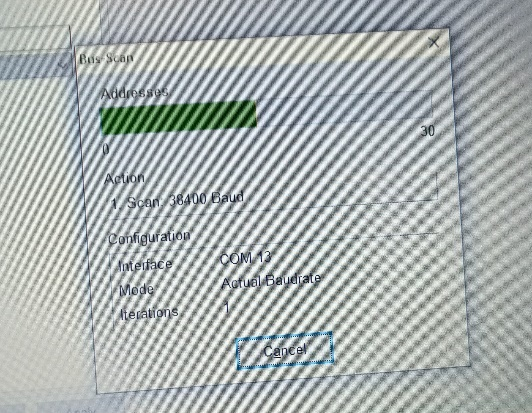 Bus-Scan
Addresses
0 30
Action
1. Scan: 38400 Baud
Configuration
Interface COM 13
Mode Actual Baudrate
Iterations 1
Cancel